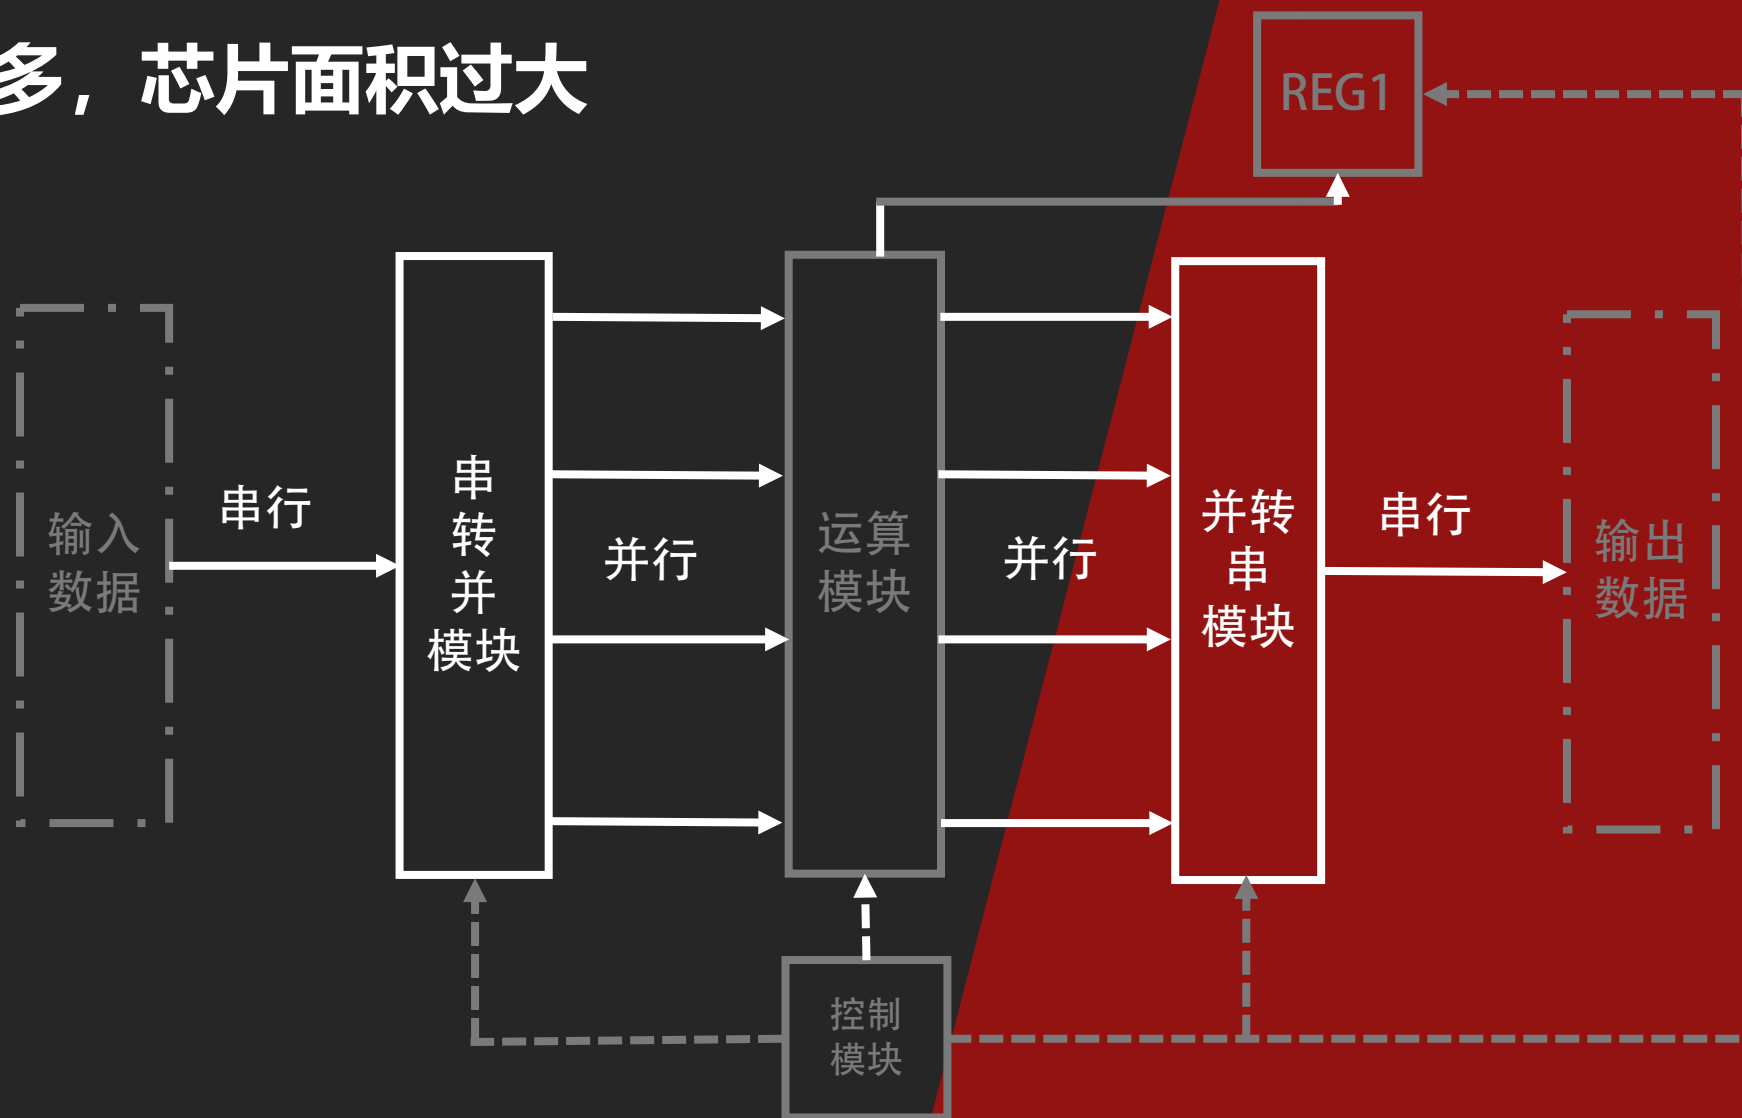 多，芯片面积过大
REG1
输入
数据
串行
串
转
并
模块
并行
运算
模块
并行
并转
串
模块
串行
输出
数据
控制
模块